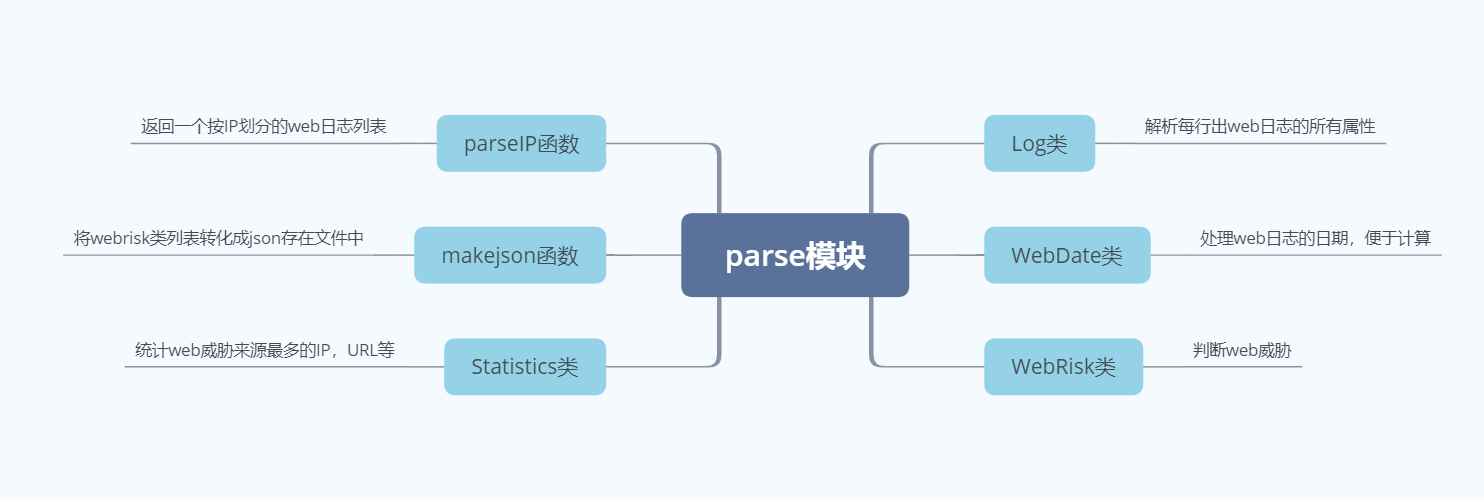 返回一个按IP划分的web日志列表
parseIP函数
Log类
解析每行出web日志的所有属性
将webrisk类列表转化成json存在文件中
makejson函数
parse模块
WebDate类
处理web日志的日期，便于计算
统计web威胁来源最多的IP，URL等
Statistics类
WebRisk类
判断web威胁